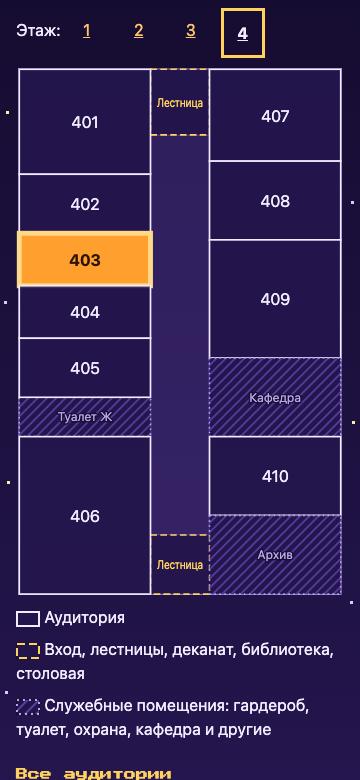 Этаж: 1 2 3 4
Лестница
401
407
402
408
403
404
409
405
Кафедра
Туалет Ж
410
406
Архив
Лестница
Аудитория
Вход, лестницы, деканат, библиотека,
столовая
Служебные помещения: гардероб,
туалет, охрана, кафедра и другие
Все аудитории